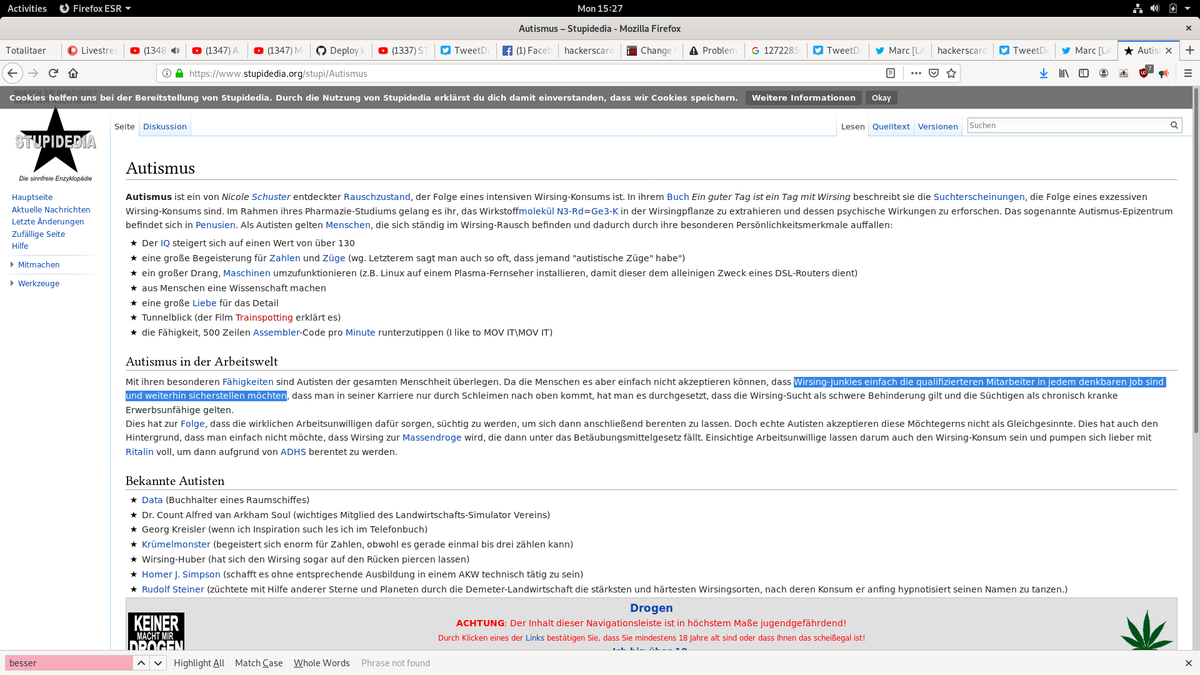 Activities Firefox ESR Mon 15:27
Autismus – Stupidedia - Mozilla Firefox
Totalitaer Livestre (1348 (1347) A (1347) M Deploy k (1337) ST TweetD (1) Faceb hackerscard Change Problem 1272285 TweetD Marc [LA hackerscard TweetD Marc [LA Autis
https://www.stupidedia.org/stupi/Autismus
Cookies helfen uns bei der Bereitstellung von Stupidedia. Durch die Nutzung von Stupidedia erklärst du dich damit einverstanden, dass wir Cookies speichern. Weitere Informationen Okay
STUPIDEDIA
Die sinnfreie Enzyklopädie
Hauptseite
Aktuelle Nachrichten
Letzte Änderungen
Zufällige Seite
Hilfe
Mitmachen
Werkzeuge
Seite Diskussion Lesen Quelltext Versionen Suchen
Autismus
Autismus ist ein von Nicole Schuster entdeckter Rauschzustand, der Folge eines intensiven Wirsing-Konsums ist. In ihrem Buch Ein guter Tag ist ein Tag mit Wirsing beschreibt sie die Suchterscheinungen, die Folge eines exzessiven
Wirsing-Konsums sind. Im Rahmen ihres Pharmazie-Studiums gelang es ihr, das Wirkstoffmolekül N3-Rd=Ge3-K in der Wirsingpflanze zu extrahieren und dessen psychische Wirkungen zu erforschen. Das sogenannte Autismus-Epizentrum
befindet sich in Penusien. Als Autisten gelten Menschen, die sich ständig im Wirsing-Rausch befinden und dadurch durch ihre besonderen Persönlichkeitsmerkmale auffallen:
★ Der IQ steigert sich auf einen Wert von über 130
★ eine große Begeisterung für Zahlen und Züge (wg. Letzterem sagt man auch so oft, dass jemand "autistische Züge" habe")
★ ein großer Drang, Maschinen umzufunktionieren (z.B. Linux auf einem Plasma-Fernseher installieren, damit dieser dem alleinigen Zweck eines DSL-Routers dient)
★ aus Menschen eine Wissenschaft machen
★ eine große Liebe für das Detail
★ Tunnelblick (der Film Trainspotting erklärt es)
★ die Fähigkeit, 500 Zeilen Assembler-Code pro Minute runterzutippen (I like to MOV IT\MOV IT)
Autismus in der Arbeitswelt
Mit ihren besonderen Fähigkeiten sind Autisten der gesamten Menschheit überlegen. Da die Menschen es aber einfach nicht akzeptieren können, dass Wirsing-Junkies einfach die qualifizierteren Mitarbeiter in jedem denkbaren Job sind
und weiterhin sicherstellen möchten, dass man in seiner Karriere nur durch Schleimen nach oben kommt, hat man es durchgesetzt, dass die Wirsing-Sucht als schwere Behinderung gilt und die Süchtigen als chronisch kranke
Erwerbsunfähige gelten.
Dies hat zur Folge, dass die wirklichen Arbeitsunwilligen dafür sorgen, süchtig zu werden, um sich dann anschließend berenten zu lassen. Doch echte Autisten akzeptieren diese Möchtegerns nicht als Gleichgesinnte. Dies hat auch den
Hintergrund, dass man einfach nicht möchte, dass Wirsing zur Massendroge wird, die dann unter das Betäubungsmittelgesetz fällt. Einsichtige Arbeitsunwillige lassen darum auch den Wirsing-Konsum sein und pumpen sich lieber mit
Ritalin voll, um dann aufgrund von ADHS berentet zu werden.
Bekannte Autisten
★ Data (Buchhalter eines Raumschiffes)
★ Dr. Count Alfred van Arkham Soul (wichtiges Mitglied des Landwirtschafts-Simulator Vereins)
★ Georg Kreisler (wenn ich Inspiration such les ich im Telefonbuch)
★ Krümelmonster (begeistert sich enorm für Zahlen, obwohl es gerade einmal bis drei zählen kann)
★ Wirsing-Huber (hat sich den Wirsing sogar auf den Rücken piercen lassen)
★ Homer J. Simpson (schafft es ohne entsprechende Ausbildung in einem AKW technisch tätig zu sein)
★ Rudolf Steiner (züchtete mit Hilfe anderer Sterne und Planeten durch die Demeter-Landwirtschaft die stärksten und härtesten Wirsingsorten, nach deren Konsum er anfing hypnotisiert seinen Namen zu tanzen.)
KEINER
MACHT MIR
DROGEN
Drogen
ACHTUNG: Der Inhalt dieser Navigationsleiste ist in höchstem Maße jugendgefährdend!
Durch Klicken eines der Links bestätigen Sie, dass Sie mindestens 18 Jahre alt sind oder dass Ihnen das scheißegal ist!
Ich bin über 18
besser Highlight All Match Case Whole Words Phrase not found